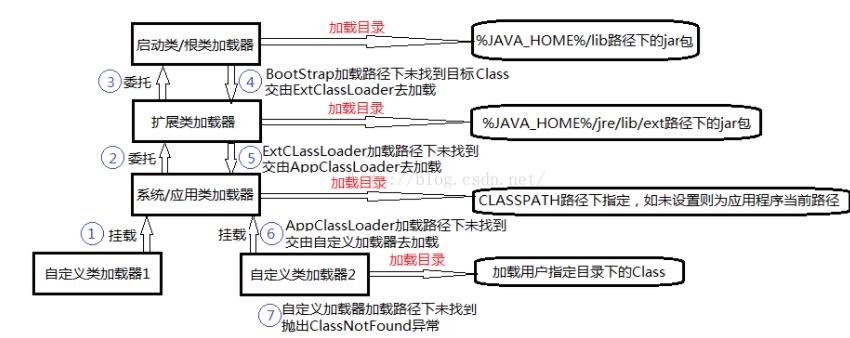 加载目录
启动类/根类加载器
%JAVA_HOME%/lib路径下的jar包
③ 委托
④ BootStrap加载路径下未找到目标Class
交由ExtClassLoader去加载
加载目录
扩展类加载器
%JAVA_HOME%/jre/lib/ext路径下的jar包
② 委托
⑤ ExtCLassLoader加载路径下未找到
交由AppClassLoader去加载
://blog.csdn.net/
加载目录
系统/应用类加载器
CLASSPATH路径下指定，如未设置则为应用程序当前路径
① 挂载
挂载
⑥ AppClassLoader加载路径下未找到
交由自定义加载器去加载
加载目录
自定义类加载器1
自定义类加载器2
加载用户指定目录下的Class
⑦ 自定义加载器加载路径下未找到
抛出ClassNotFound异常